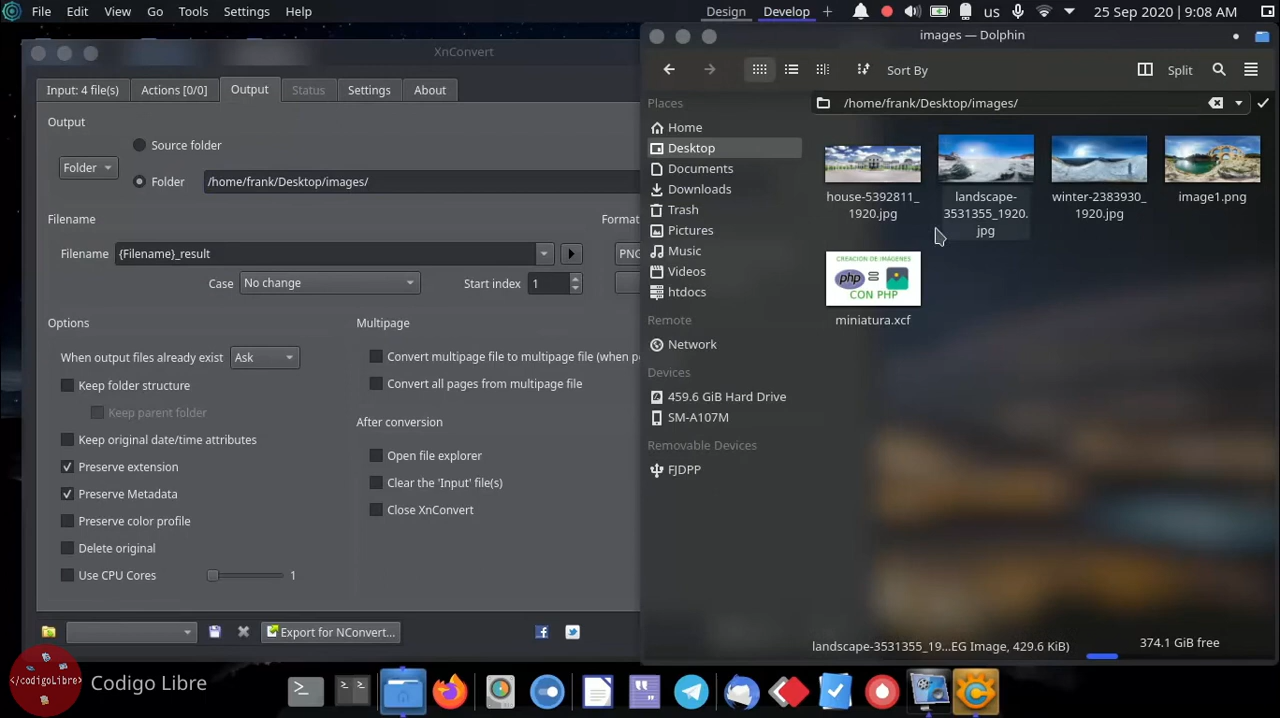 File Edit View Go Tools Settings Help
Design Develop + us 25 Sep 2020 | 9:08 AM
XnConvert
Input: 4 file(s) Actions [0/0] Output Status Settings About
Output
Source folder
Folder
Folder /home/frank/Desktop/images/
Filename
Forma
Filename {Filename}_result
PNG
Case No change Start index 1
Options
Multipage
When output files already exist Ask
Convert multipage file to multipage file (when p
Keep folder structure
Convert all pages from multipage file
Keep parent folder
After conversion
Keep original date/time attributes
Open file explorer
Preserve extension
Clear the 'Input' file(s)
Preserve Metadata
Close XnConvert
Preserve color profile
Delete original
Use CPU Cores 1
Export for NConvert...
images — Dolphin
Sort By
Split
Places
/home/frank/Desktop/images/
Home
Desktop
Documents
Downloads
Trash
Pictures
Music
Videos
htdocs
Remote
Network
Devices
459.6 GiB Hard Drive
SM-A107M
Removable Devices
FJDPP
house-5392811_
1920.jpg
landscape-
3531355_1920.
jpg
winter-2383930_
1920.jpg
image1.png
CREACION DE IMAGENES
php =
CON PHP
miniatura.xcf
landscape-3531355_19...EG Image, 429.6 KiB)
374.1 GiB free
</codigoLibre>
Codigo Libre